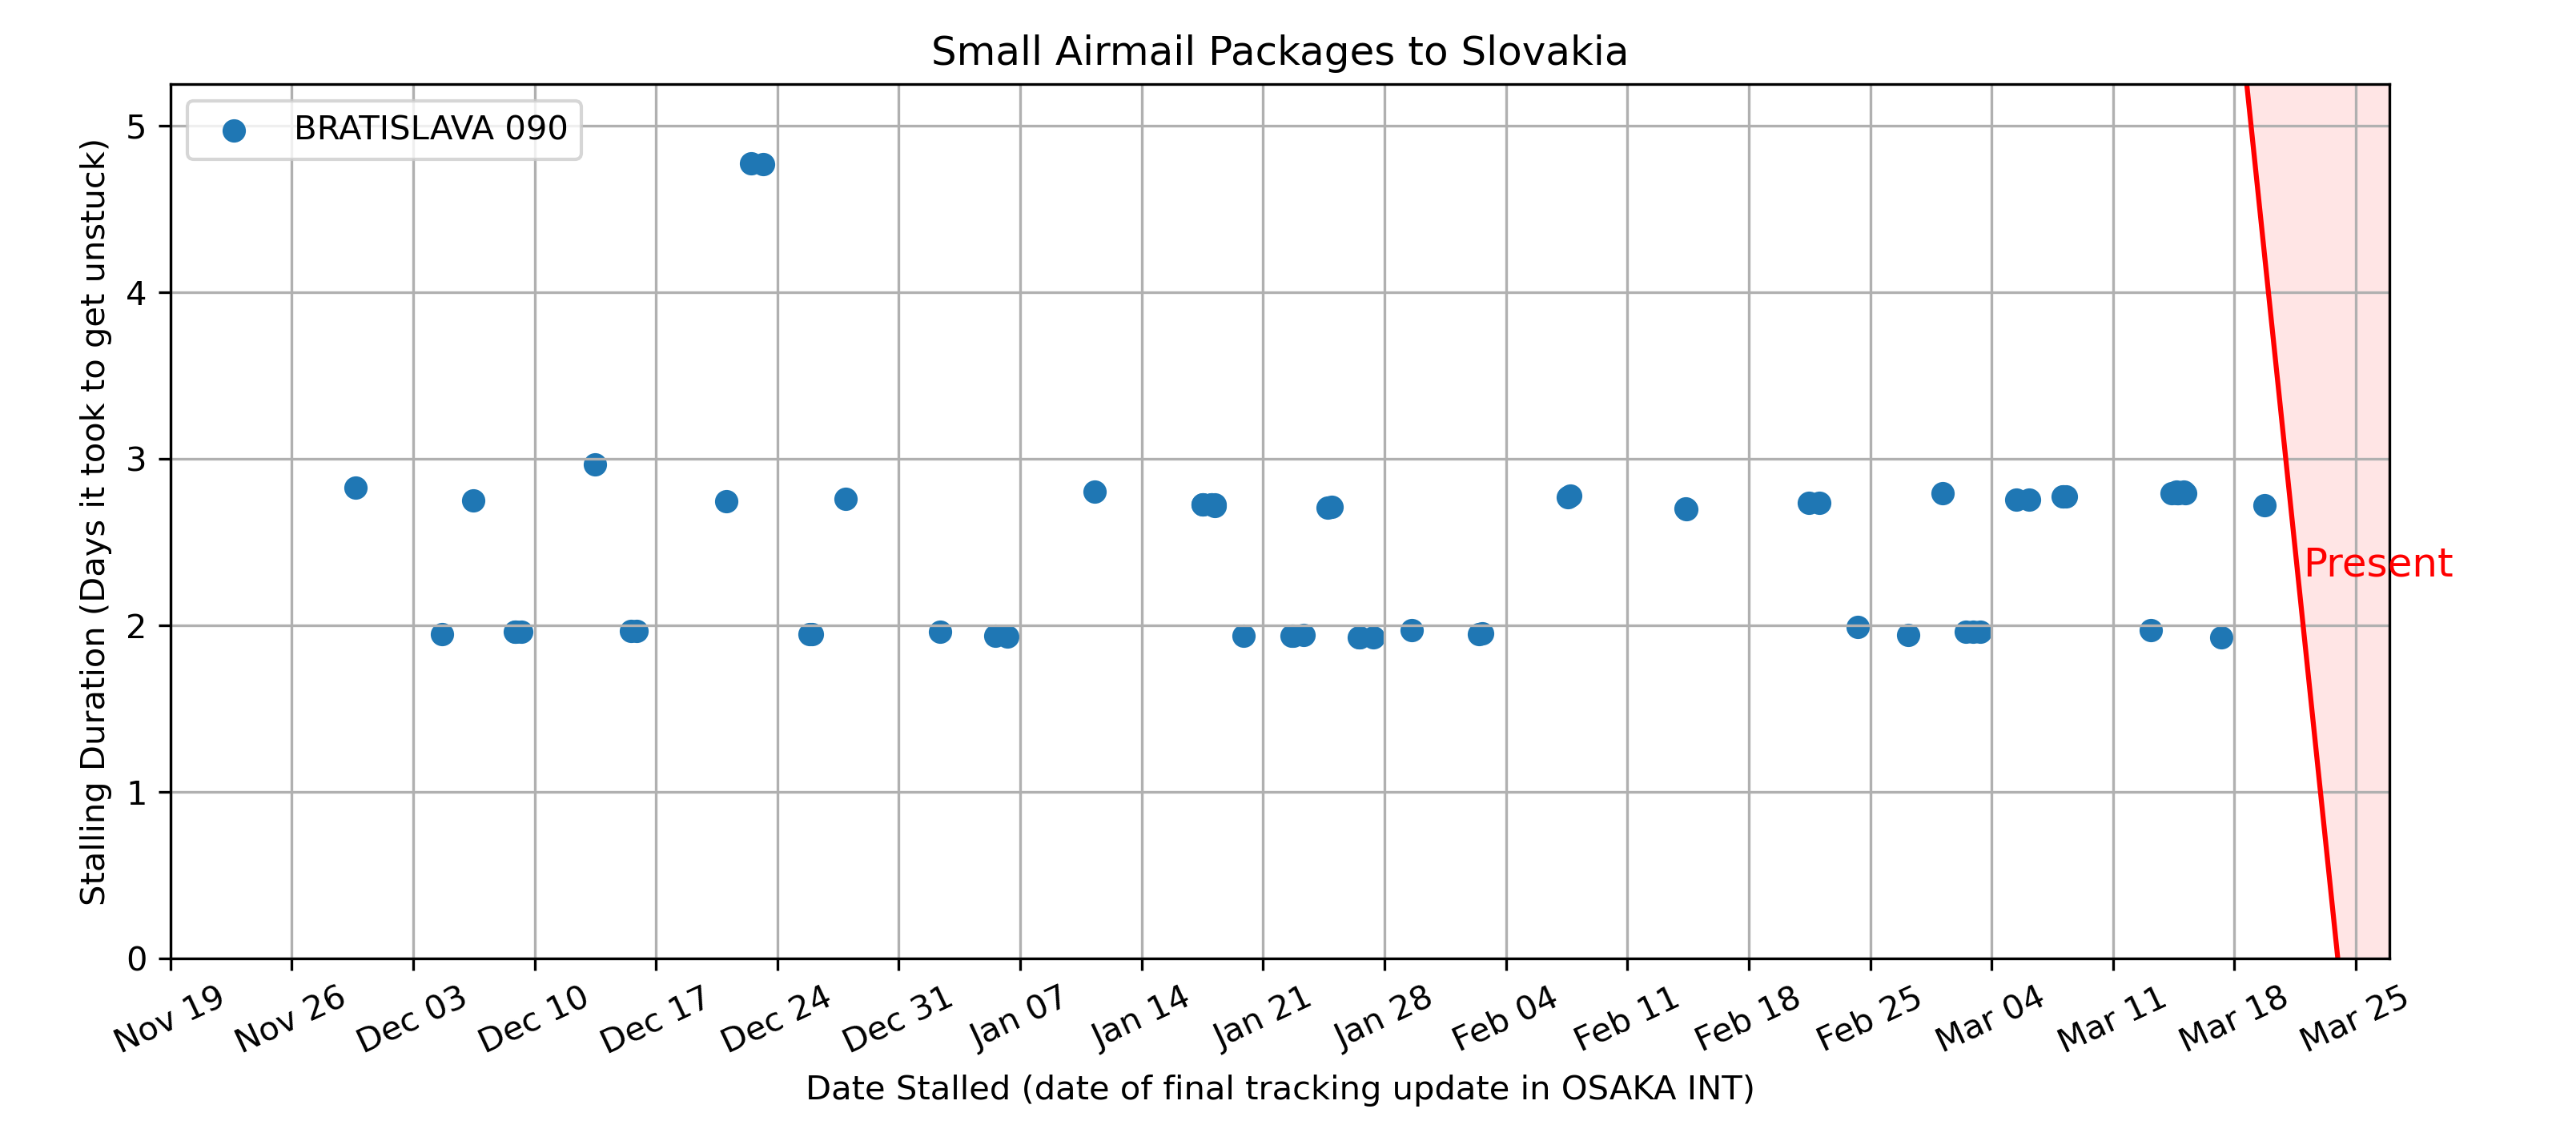 Small Airmail Packages to Slovakia
BRATISLAVA 090
Stalling Duration (Days it took to get unstuck)
5
4
3
2
1
0
Present
Nov 19
Nov 26
Dec 03
Dec 10
Dec 17
Dec 24
Dec 31
Jan 07
Jan 14
Jan 21
Jan 28
Feb 04
Feb 11
Feb 18
Feb 25
Mar 04
Mar 11
Mar 18
Mar 25
Date Stalled (date of final tracking update in OSAKA INT)